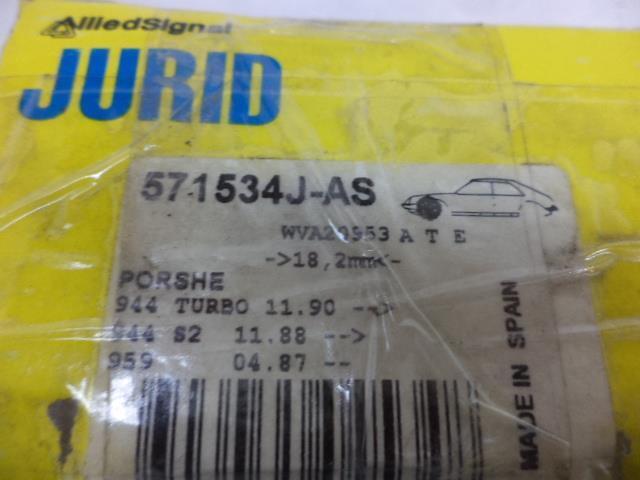 AlliedSignal
JURID
571534J-AS
WVA20953 A T E
->18,2mm<-
PORSHE
944 TURBO 11.90 -->
944 S2 11.88 -->
959 04.87 --
MADE IN SPAIN